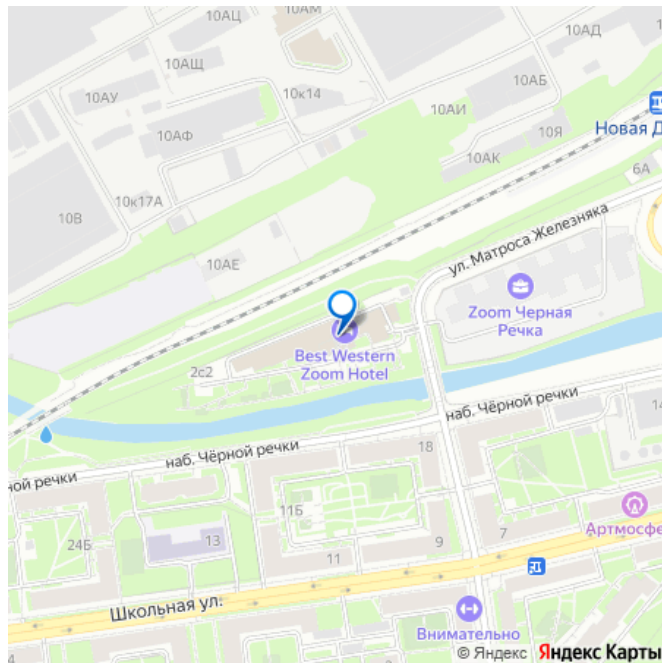 10АЦ
10АМ
10АЩ
10АД
10АУ
10к14
10АБ
10АИ
10АФ
10Я
Новая Д
10АК
6А
10к17А
10В
ул. Матроса Железняка
10АЕ
Zoom Черная
Речка
Best Western
Zoom Hotel
2с2
наб. Чёрной речки
наб. Чёрной речки
18
14
ной речки
11Б
Артмосфе
24Б
13
11
9
7
Школьная ул.
Внимательно
© Яндекс Яндекс Карты